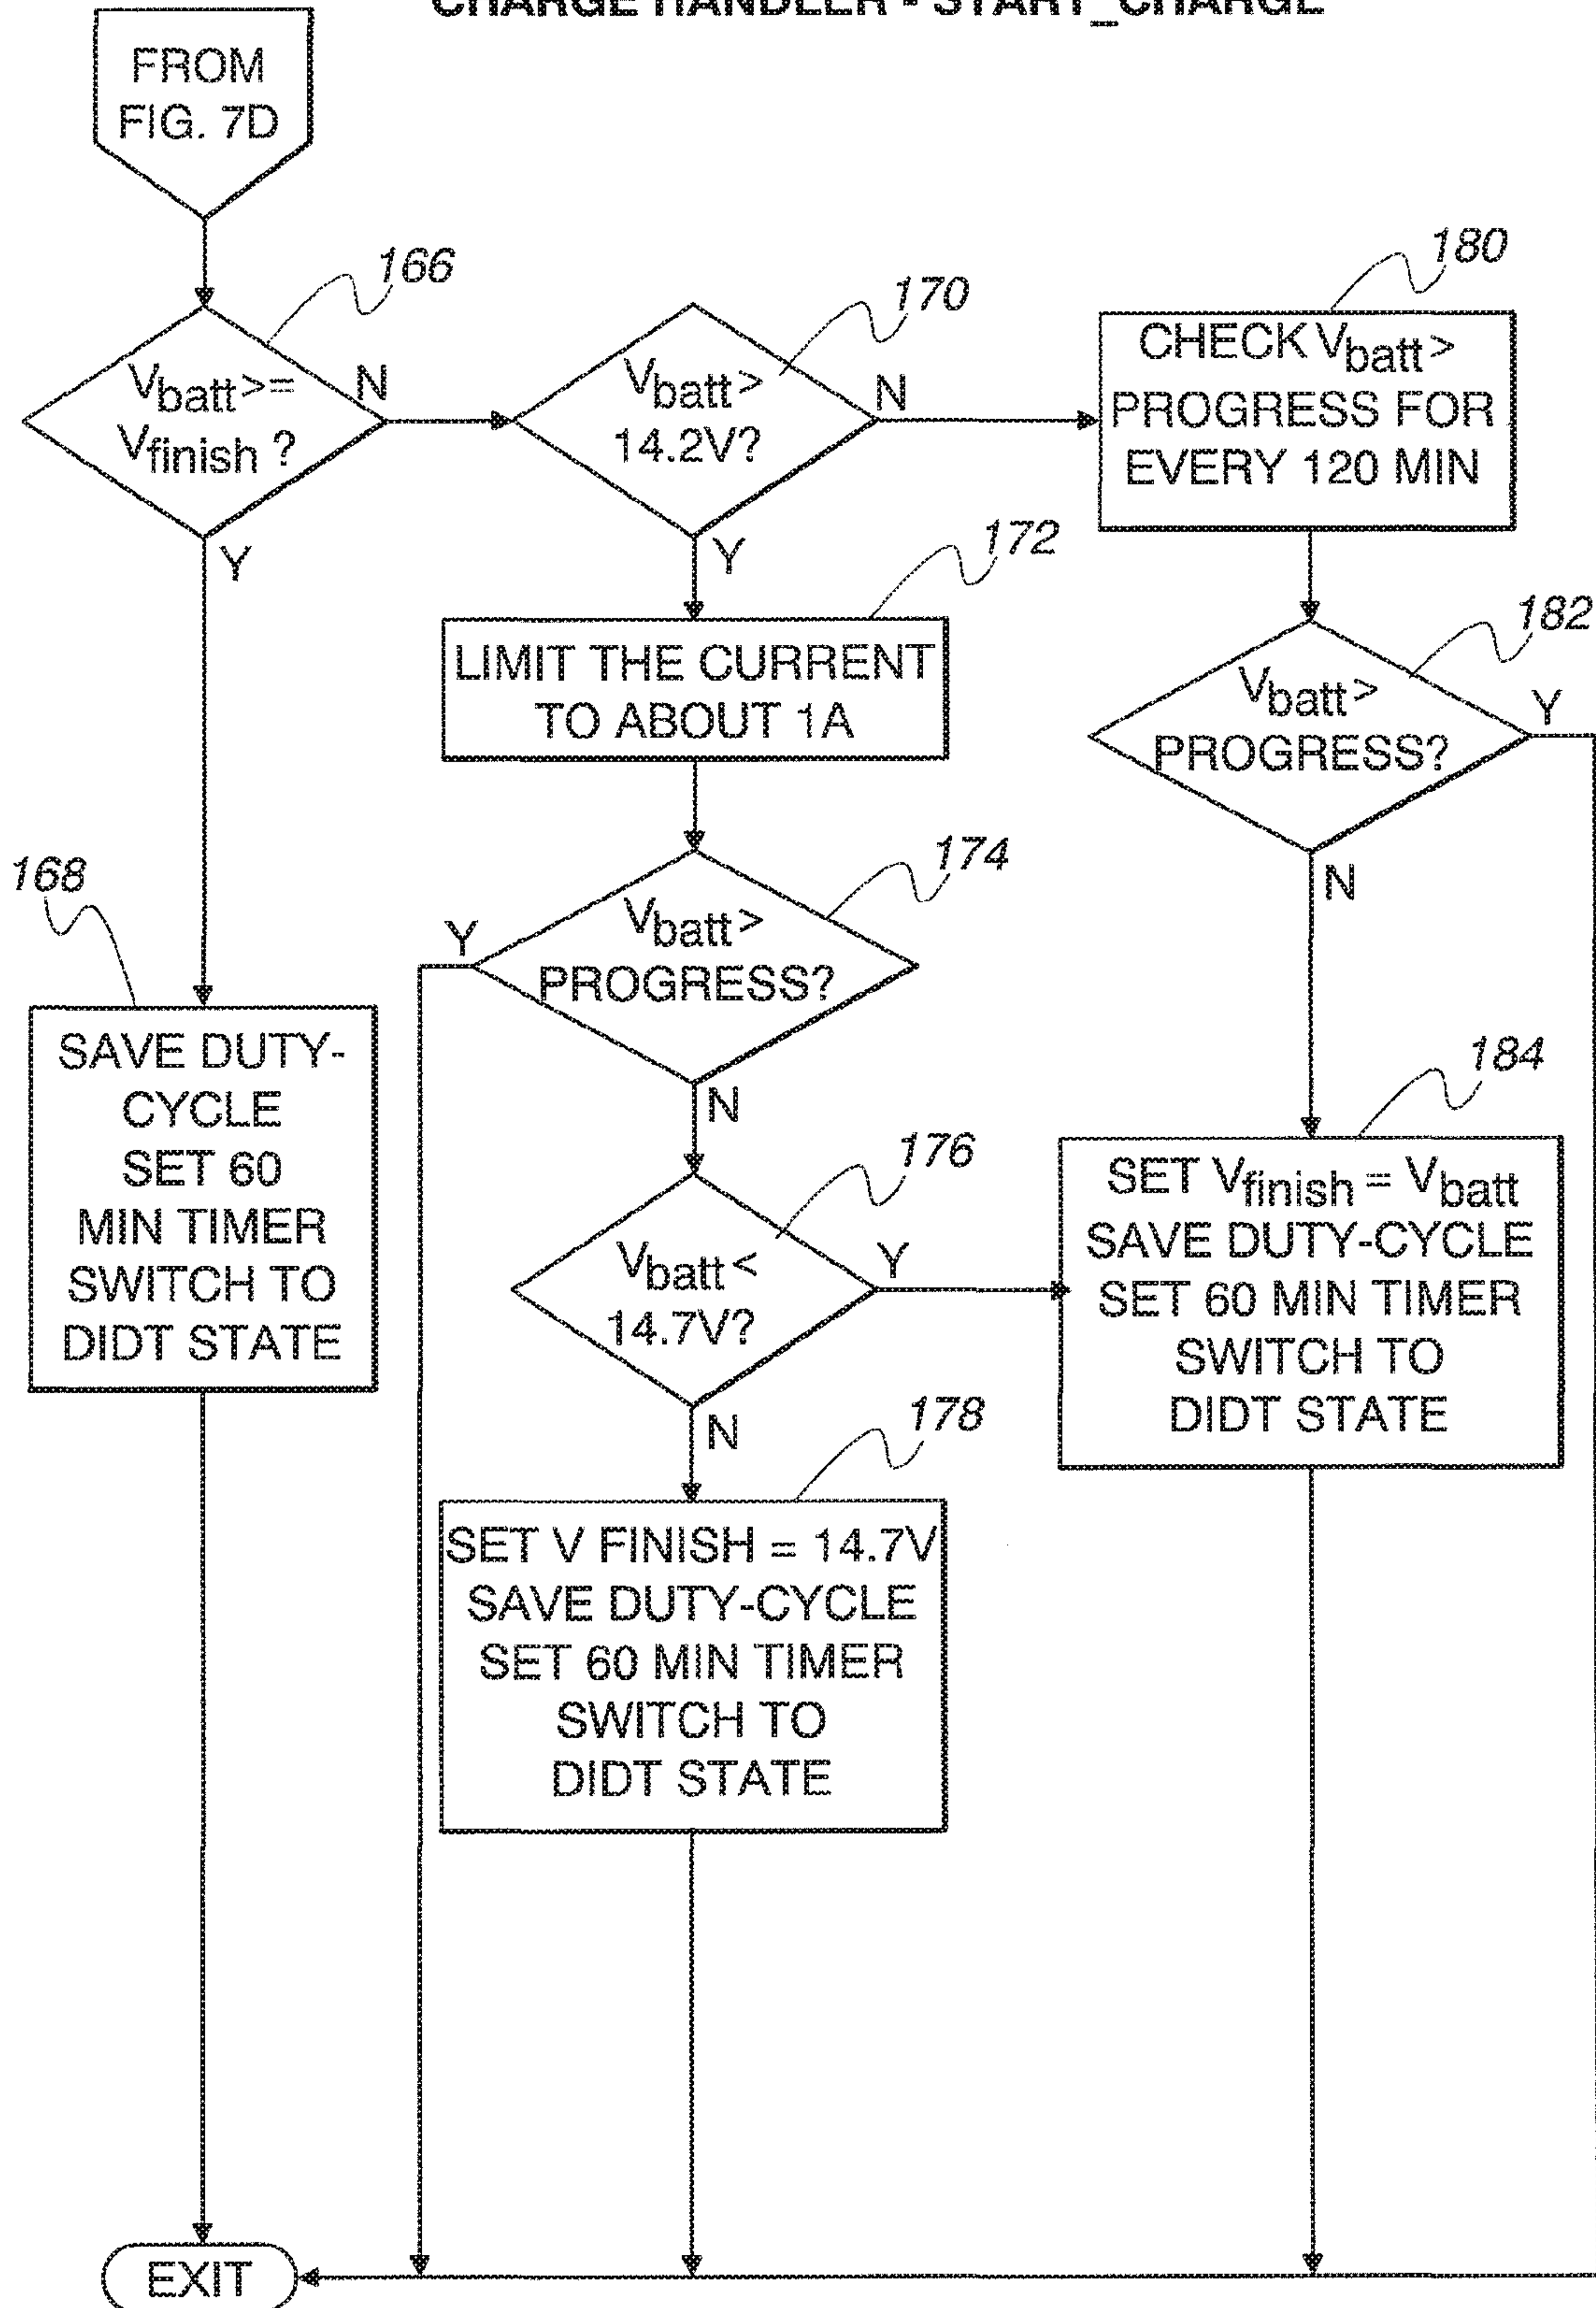 CHARGE HANDLER - START_CHARGE
FROM
FIG. 7D
166
Vbatt >=
Vfinish ?
N
Y
170
Vbatt >
14.2V?
N
Y
180
CHECK Vbatt >
PROGRESS FOR
EVERY 120 MIN
172
LIMIT THE CURRENT
TO ABOUT 1A
182
Vbatt >
PROGRESS?
Y
N
174
Vbatt >
PROGRESS?
Y
N
168
SAVE DUTY-
CYCLE
SET 60
MIN TIMER
SWITCH TO
DIDT STATE
176
Vbatt <
14.7V?
Y
N
184
SET Vfinish = Vbatt
SAVE DUTY-CYCLE
SET 60 MIN TIMER
SWITCH TO
DIDT STATE
178
SET V FINISH = 14.7V
SAVE DUTY-CYCLE
SET 60 MIN TIMER
SWITCH TO
DIDT STATE
EXIT